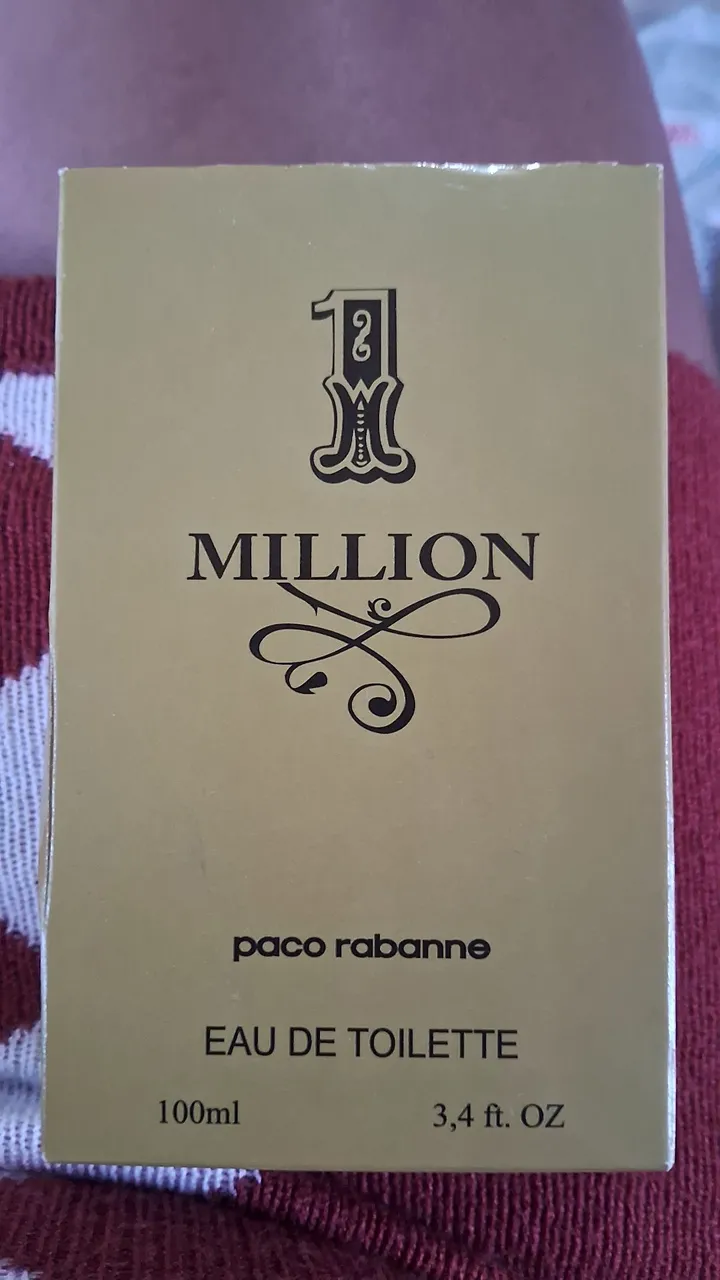 1
MILLION
paco rabanne
EAU DE TOILETTE
100ml 3,4 ft. OZ